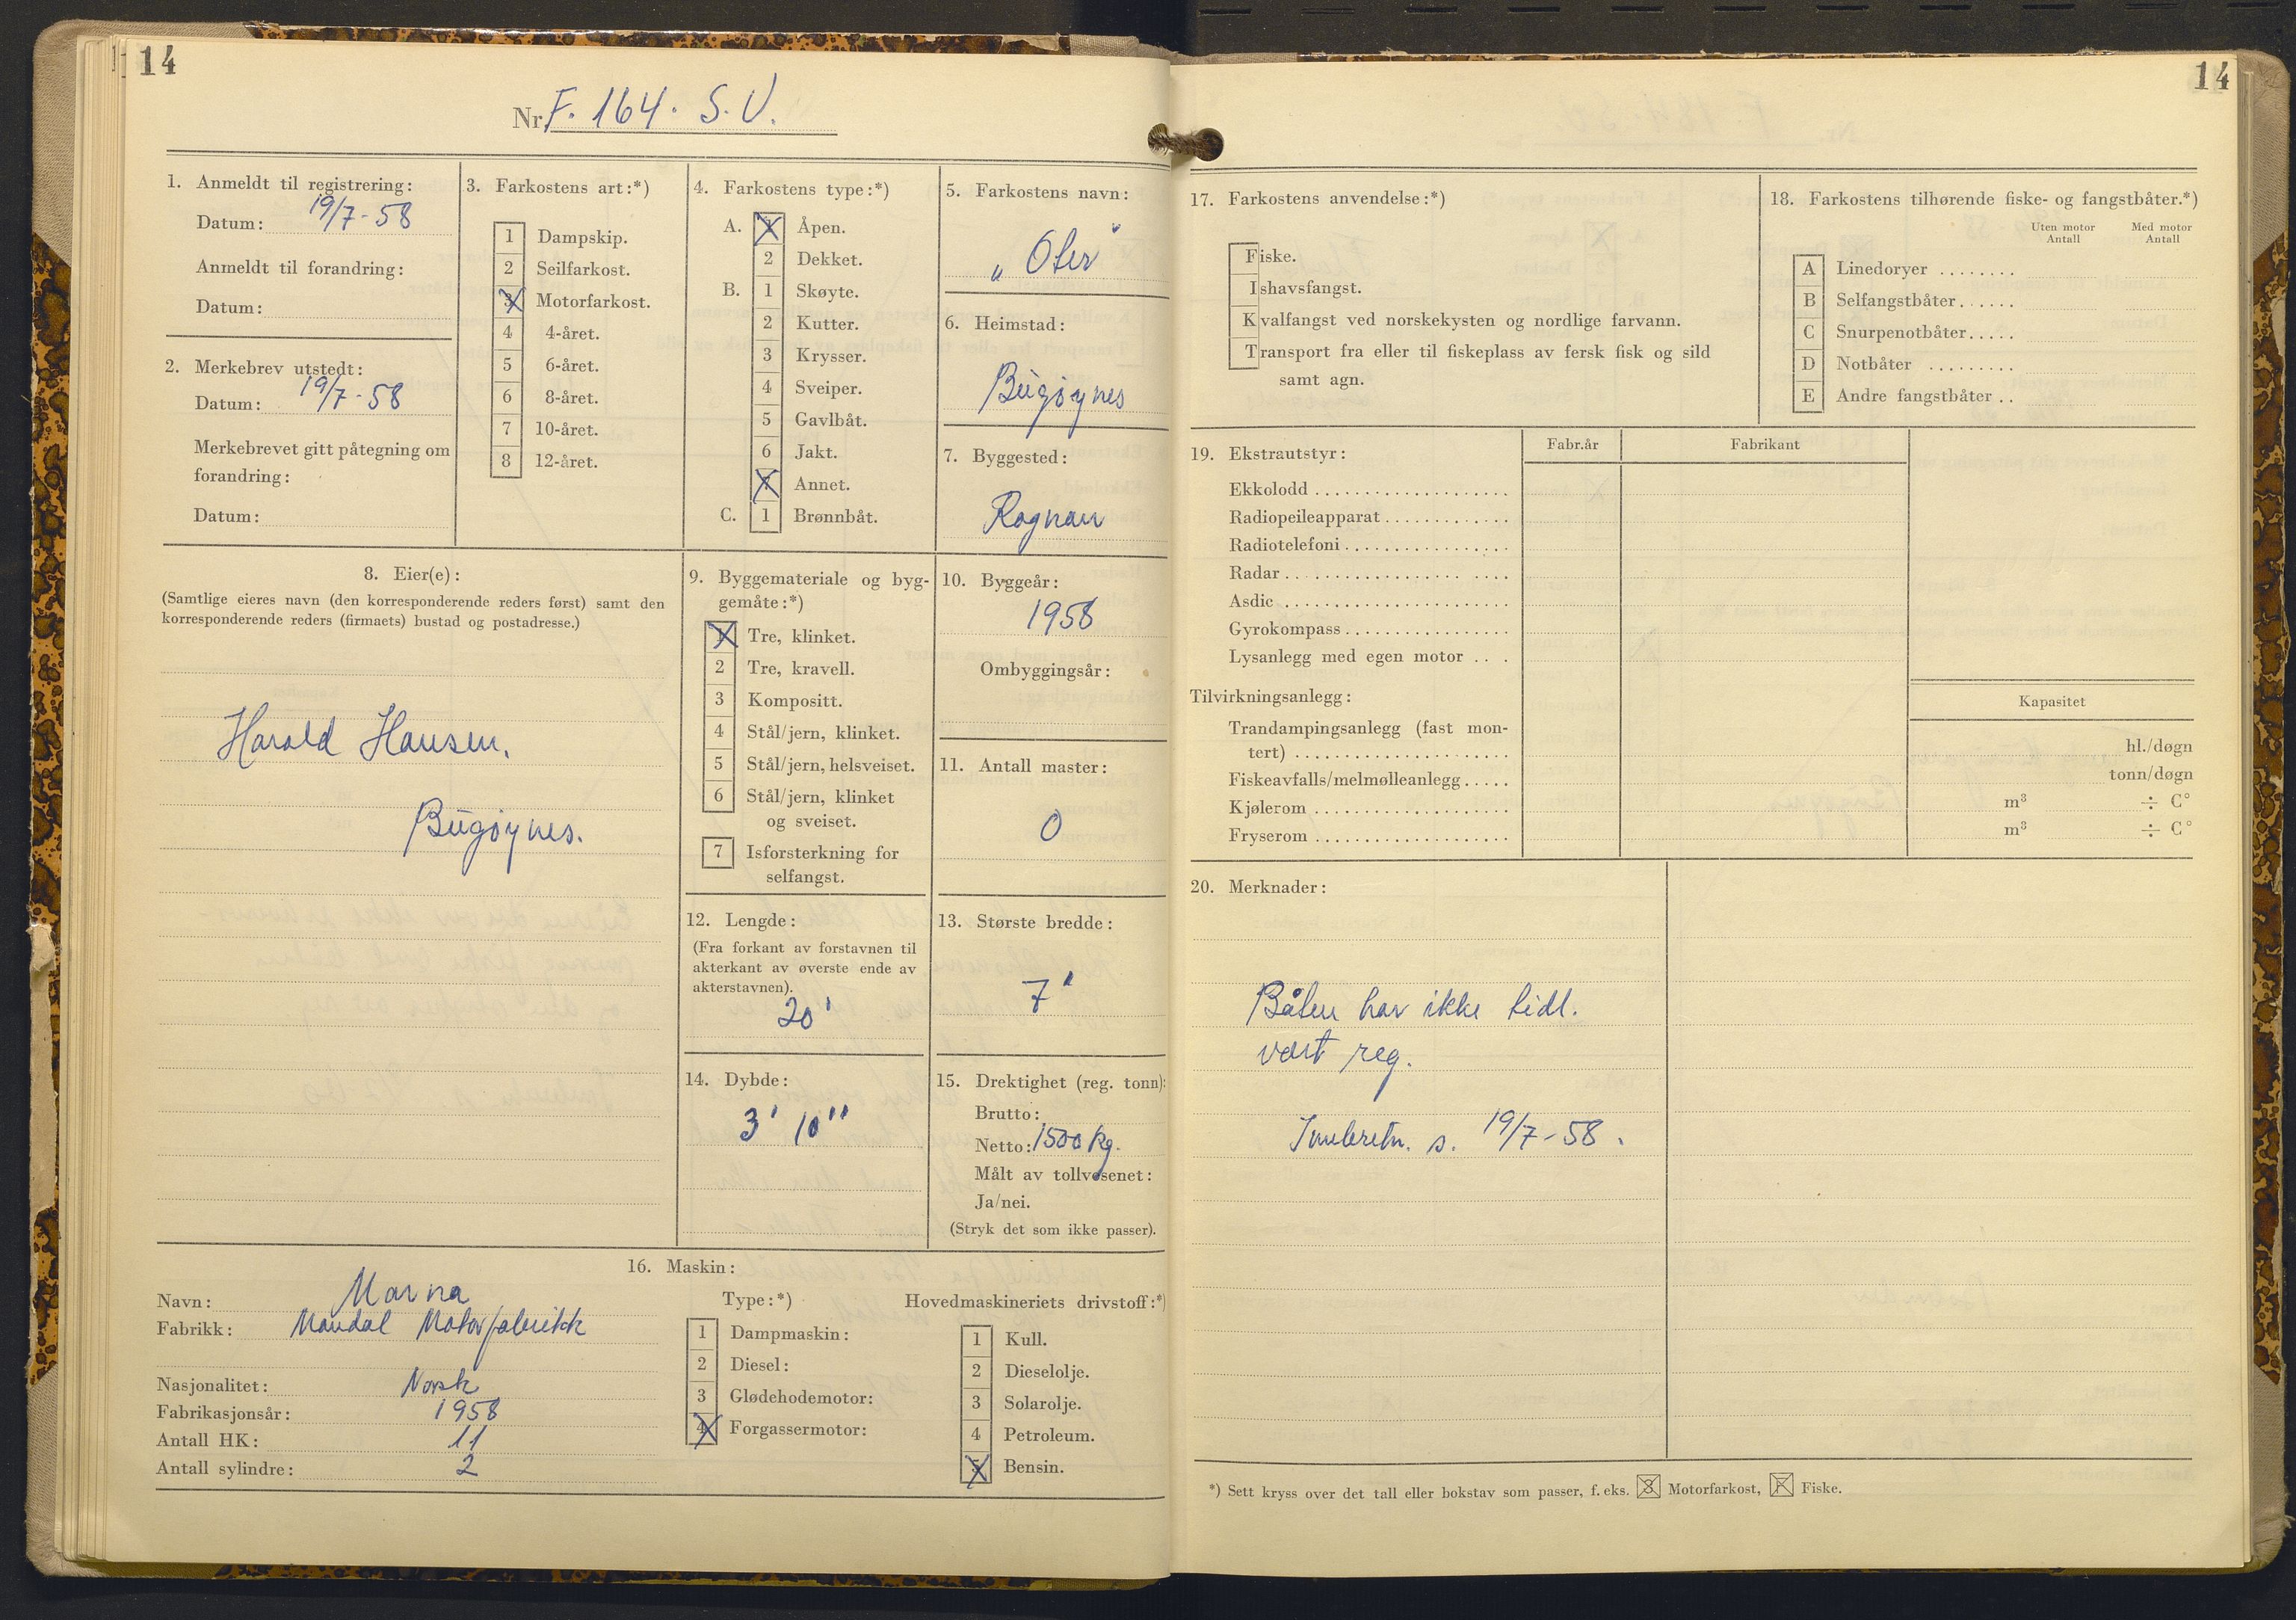 14
Nr. F. 164. S. V.
1. Anmeldt til registrering:
Datum: 19/7-58
Anmeldt til forandring:
Datum:
2. Merkebrev utstedt:
Datum: 19/7-58
Merkebrevet gitt påtegning om
forandring:
Datum:
3. Farkostens art:*)
1 Dampskip.
2 Seilfarkost.
3 Motorfarkost.
4 4-året.
5 6-året.
6 8-året.
7 10-året.
8 12-året.
4. Farkostens type:*)
A. 1 Åpen.
2 Dekket.
B. 1 Skøyte.
2 Kutter.
3 Krysser.
4 Sveiper.
5 Gavlbåt.
6 Jakt.
7 Annet.
C. 1 Brønnbåt.
5. Farkostens navn:
„Oter"
6. Heimstad:
Bugøynes
7. Byggested:
Rognan
8. Eier(e):
(Samtlige eieres navn (den korresponderende reders først) samt den
korresponderende reders (firmaets) bustad og postadresse.)
Harald Hansen.
Bugøynes.
9. Byggemateriale og byg-
gemåte:*)
1 Tre, klinket.
2 Tre, kravell.
3 Kompositt.
4 Stål/jern, klinket.
5 Stål/jern, helsveiset.
6 Stål/jern, klinket
og sveiset.
7 Isforsterkning for
selfangst.
10. Byggeår:
1958
Ombyggingsår:
11. Antall master:
0
12. Lengde:
(Fra forkant av forstavnen til
akterkant av øverste ende av
akterstavnen).
20'
13. Største bredde:
7'
14. Dybde:
3' 10''
15. Drektighet (reg. tonn):
Brutto:
Netto: 1500 kg.
Målt av tollvesenet:
Ja/nei.
(Stryk det som ikke passer).
16. Maskin:
Navn: Marna
Fabrikk: Mandal Motorfabrikk
Nasjonalitet: Norsk
Fabrikasjonsår: 1958
Antall HK: 11
Antall sylindre: 2
Type:*)
1 Dampmaskin:
2 Diesel:
3 Glødehodemotor:
4 Forgassermotor:
Hovedmaskineriets drivstoff:*)
1 Kull.
2 Dieselolje.
3 Solarolje.
4 Petroleum.
5 Bensin.
14
17. Farkostens anvendelse:*)
Fiske.
Ishavsfangst.
Kvalfangst ved norskekysten og nordlige farvann.
Transport fra eller til fiskeplass av fersk fisk og sild
samt agn.
18. Farkostens tilhørende fiske- og fangstbåter.*)
Uten motor Med motor
Antall Antall
A Linedoryer ........
B Selfangstbåter......
C Snurpenotbåter.....
D Notbåter .........
E Andre fangstbåter ..
19. Ekstrautstyr:
Fabr.år Fabrikant
Ekkolodd ....................
Radiopeileapparat .............
Radiotelefoni .................
Radar .......................
Asdic .......................
Gyrokompass .................
Lysanlegg med egen motor ...
Tilvirkningsanlegg:
Kapasitet
Trandampingsanlegg (fast mon-
tert) ...................... hl./døgn
Fiskeavfalls/melmølleanlegg ..... tonn/døgn
Kjølerom .................... m³ ÷ C°
Fryserom .................... m³ ÷ C°
20. Merknader:
Båten har ikke tidl.
vært reg.
Innberetn. s. 19/7-58.
*) Sett kryss over det tall eller bokstav som passer, f. eks. 3 Motorfarkost, F Fiske.